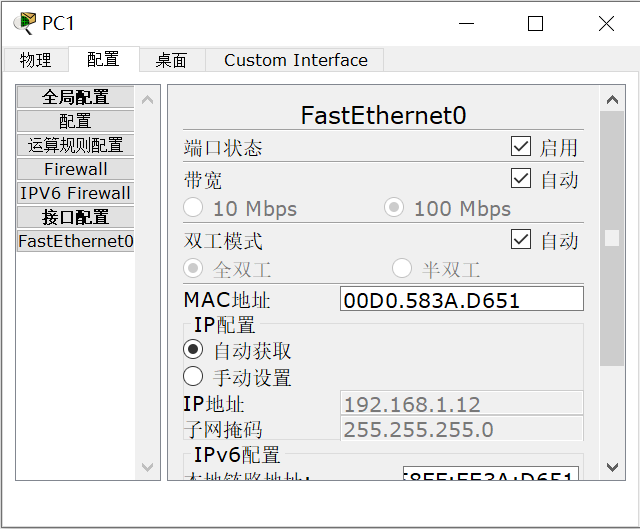 PC1
物理 配置 桌面 Custom Interface
全局配置
配置
运算规则配置
Firewall
IPV6 Firewall
接口配置
FastEthernet0
FastEthernet0
端口状态 启用
带宽 自动
10 Mbps 100 Mbps
双工模式 自动
全双工 半双工
MAC地址 00D0.583A.D651
IP配置
自动获取
手动设置
IP地址 192.168.1.12
子网掩码 255.255.255.0
IPv6配置
本地链路地址: 58FF:FE3A:D651